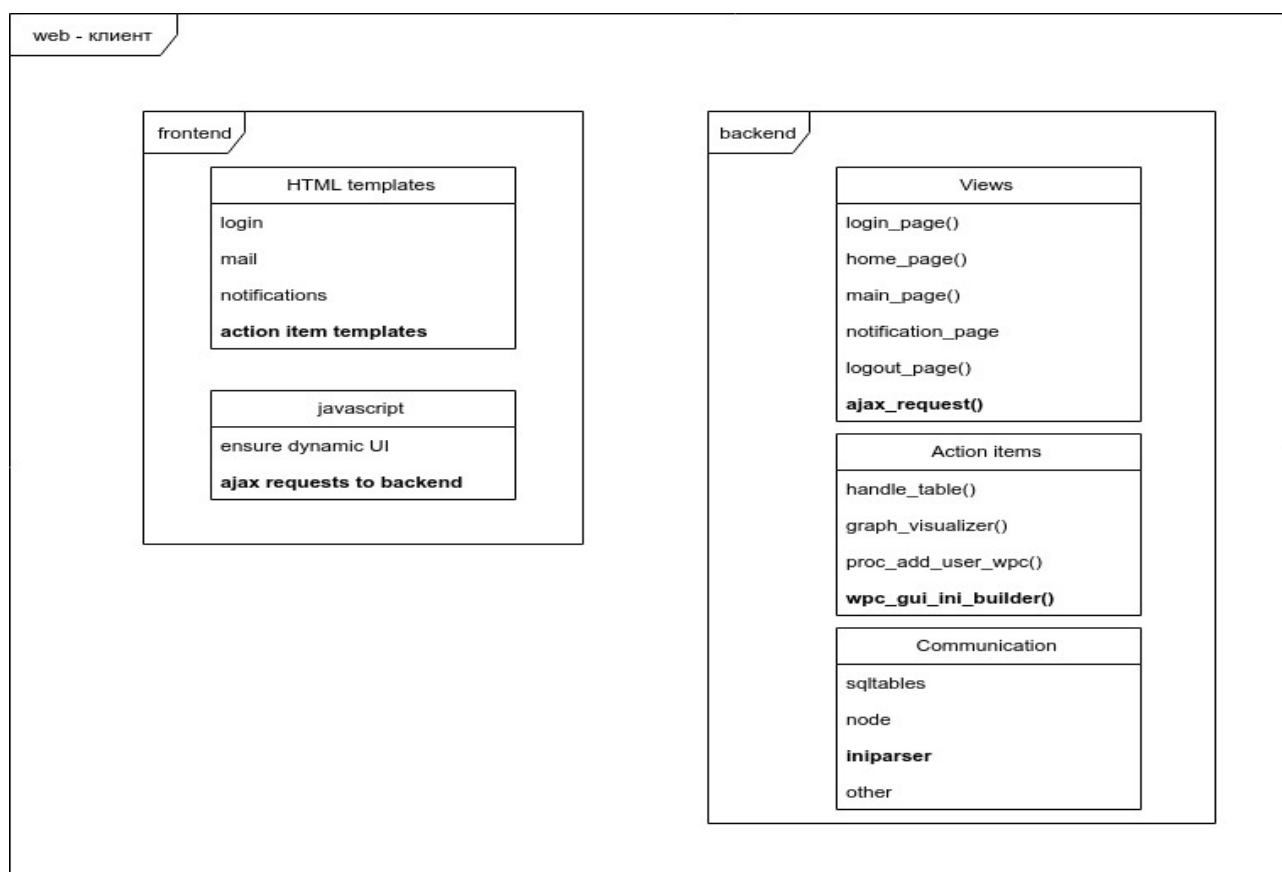 web - клиент
frontend
HTML templates
login
mail
notifications
action item templates
javascript
ensure dynamic UI
ajax requests to backend
backend
Views
login_page()
home_page()
main_page()
notification_page
logout_page()
ajax_request()
Action items
handle_table()
graph_visualizer()
proc_add_user_wpc()
wpc_gui_ini_builder()
Communication
sqltables
node
iniparser
other